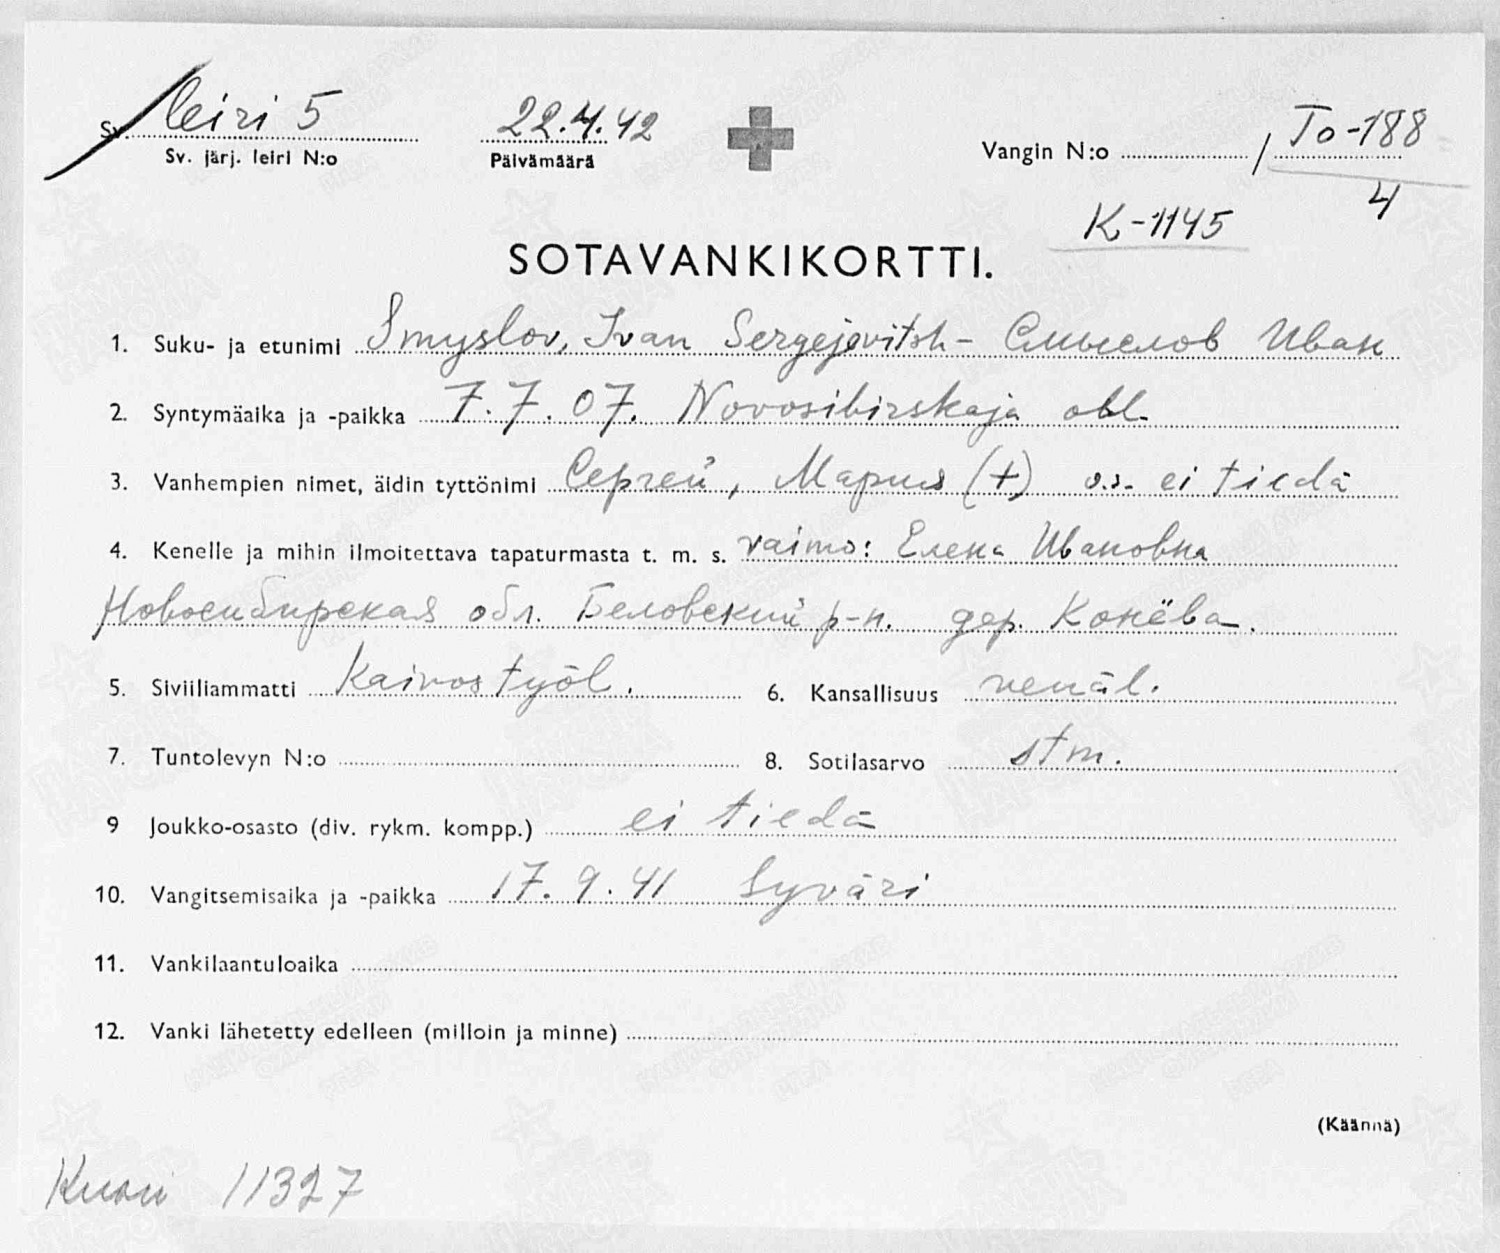 Sv. leiri 5 22.4.42 Vangin N:o / To-188
Sv. järj. leiri N:o Päivämäärä 4
K-1145
SOTAVANKIKORTTI.
1. Suku- ja etunimi Smyslov, Ivan Sergejevitsh - Смыслов Иван
2. Syntymäaika ja -paikka 7.7.07. Novosibirskaja obl.
3. Vanhempien nimet, äidin tyttönimi Сергей, Мария (+) o.s. ei tiedä
4. Kenelle ja mihin ilmoitettava tapaturmasta t. m. s. vaimo: Елена Ивановна
Новосибирская обл. Беловский р-н. дер. Конёва.
5. Siviiliammatti kaivostyöl. 6. Kansallisuus venäl.
7. Tuntolevyn N:o 8. Sotilasarvo stm.
9 Joukko-osasto (div. rykm. kompp.) ei tiedä
10. Vangitsemisaika ja -paikka 17.9.41 Syväri
11. Vankilaantuloaika
12. Vanki lähetetty edelleen (milloin ja minne)
(Käännä)
Kuori 11327